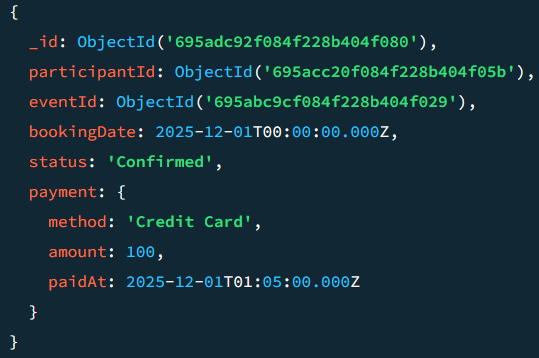 {
  _id: ObjectId('695adc92f084f228b404f080'),
  participantId: ObjectId('695acc20f084f228b404f05b'),
  eventId: ObjectId('695abc9cf084f228b404f029'),
  bookingDate: 2025-12-01T00:00:00.000Z,
  status: 'Confirmed',
  payment: {
    method: 'Credit Card',
    amount: 100,
    paidAt: 2025-12-01T01:05:00.000Z
  }
}